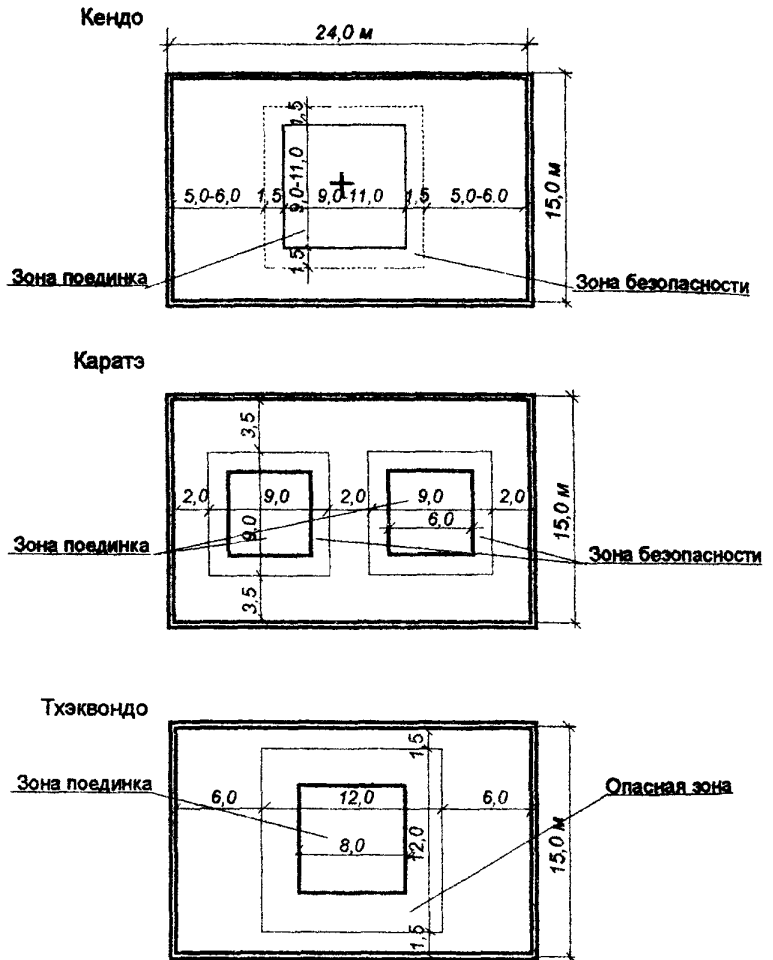 Кендо
24,0 м
1,5
9,0-11,0
5,0-6,0 1,5 9,0-11,0 1,5 5,0-6,0
15,0 м
1,5
Зона поединка
Зона безопасности
Каратэ
3,5
2,0 9,0 2,0 9,0 2,0
6,0
9,0
15,0 м
Зона поединка
Зона безопасности
3,5
Тхэквондо
1,5
Зона поединка
Опасная зона
6,0 12,0 6,0
8,0
12,0
15,0 м
1,5